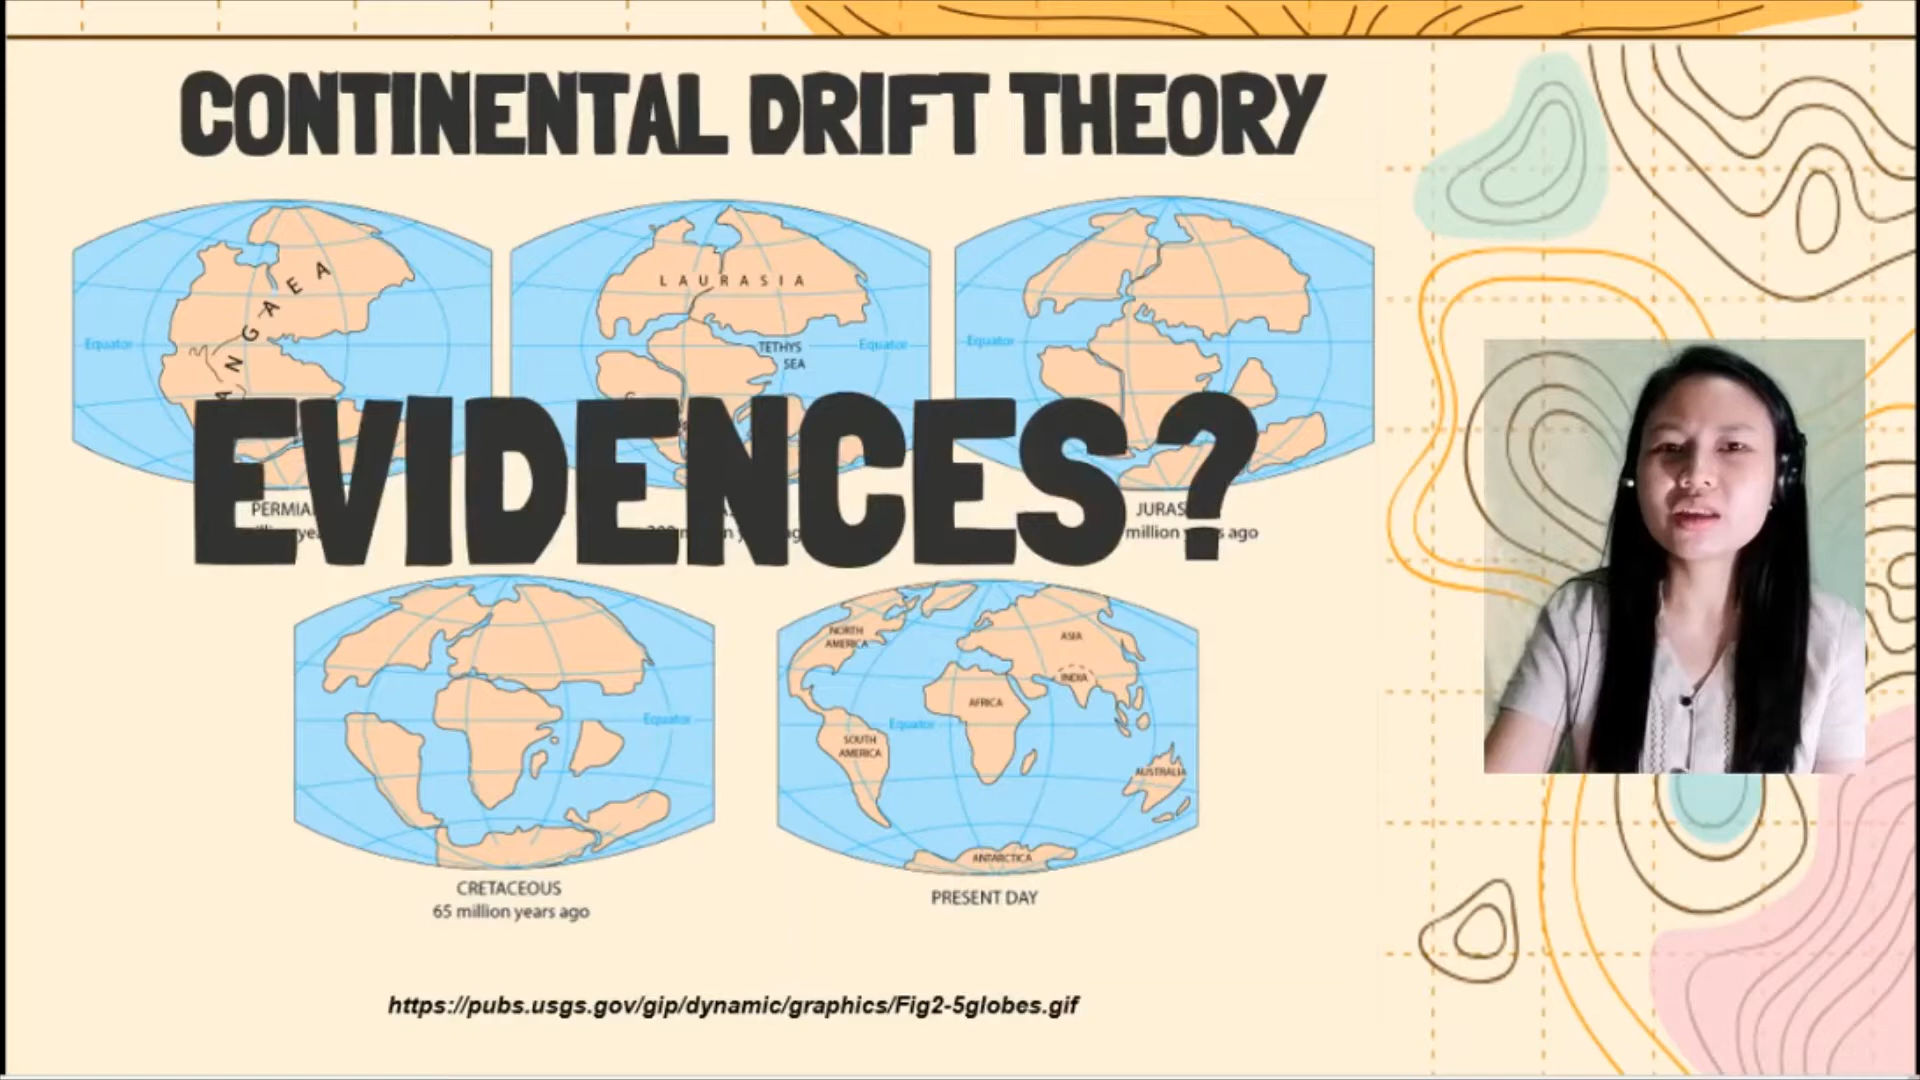 CONTINENTAL DRIFT THEORY
PANGAEA
Equator
LAURASIA
TETHYS
SEA
Equator
Equator
EVIDENCES?
million years ago
CRETACEOUS
65 million years ago
Equator
NORTH
AMERICA
ASIA
INDIA
AFRICA
Equator
SOUTH
AMERICA
AUSTRALIA
ANTARCTICA
PRESENT DAY
https://pubs.usgs.gov/gip/dynamic/graphics/Fig2-5globes.gif